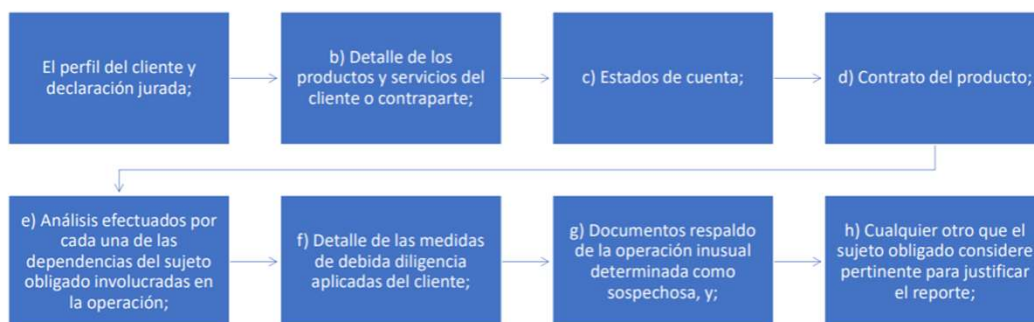 El perfil del cliente y
declaración jurada;
b) Detalle de los
productos y servicios del
cliente o contraparte;
c) Estados de cuenta;
d) Contrato del producto;
e) Análisis efectuados por
cada una de las
dependencias del sujeto
obligado involucradas en
la operación;
f) Detalle de las medidas
de debida diligencia
aplicadas del cliente;
g) Documentos respaldo
de la operación inusual
determinada como
sospechosa, y;
h) Cualquier otro que el
sujeto obligado considere
pertinente para justificar
el reporte;